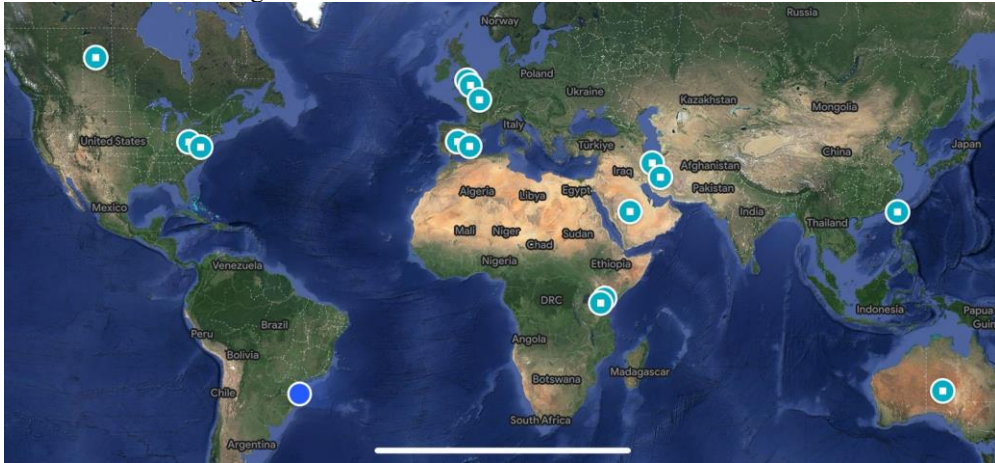 Russia
Norway
Poland
Ukraine
Kazakhstan
Mongolia
Italy
United States
Türkiye
China
Japan
Iraq
Afghanistan
Pakistan
Algeria
Libya
Egypt
Mexico
India
Mali
Niger
Sudan
Chad
Thailand
Nigeria
Ethiopia
Venezuela
DRC
Indonesia
Papua
Brazil
Peru
Angola
Bolivia
Madagascar
Botswana
Chile
South Africa
Argentina